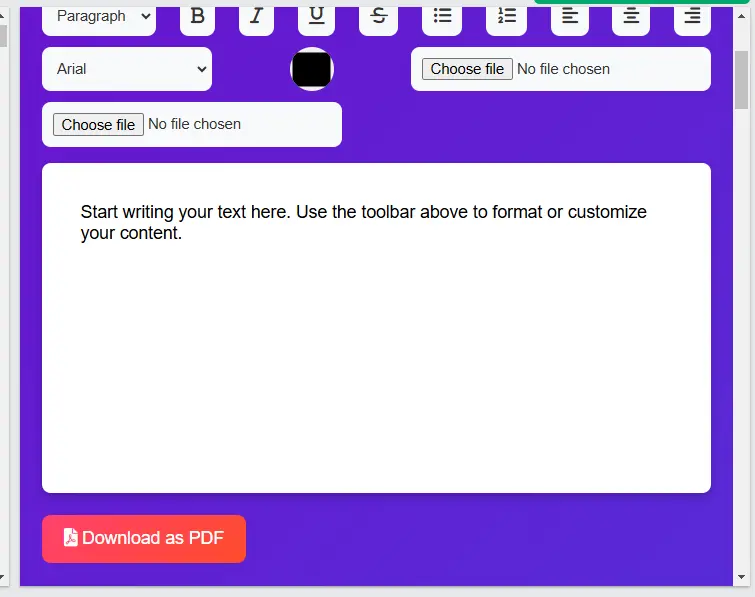 Paragraph B I U S
Arial Choose file No file chosen
Choose file No file chosen
Start writing your text here. Use the toolbar above to format or customize
your content.
Download as PDF